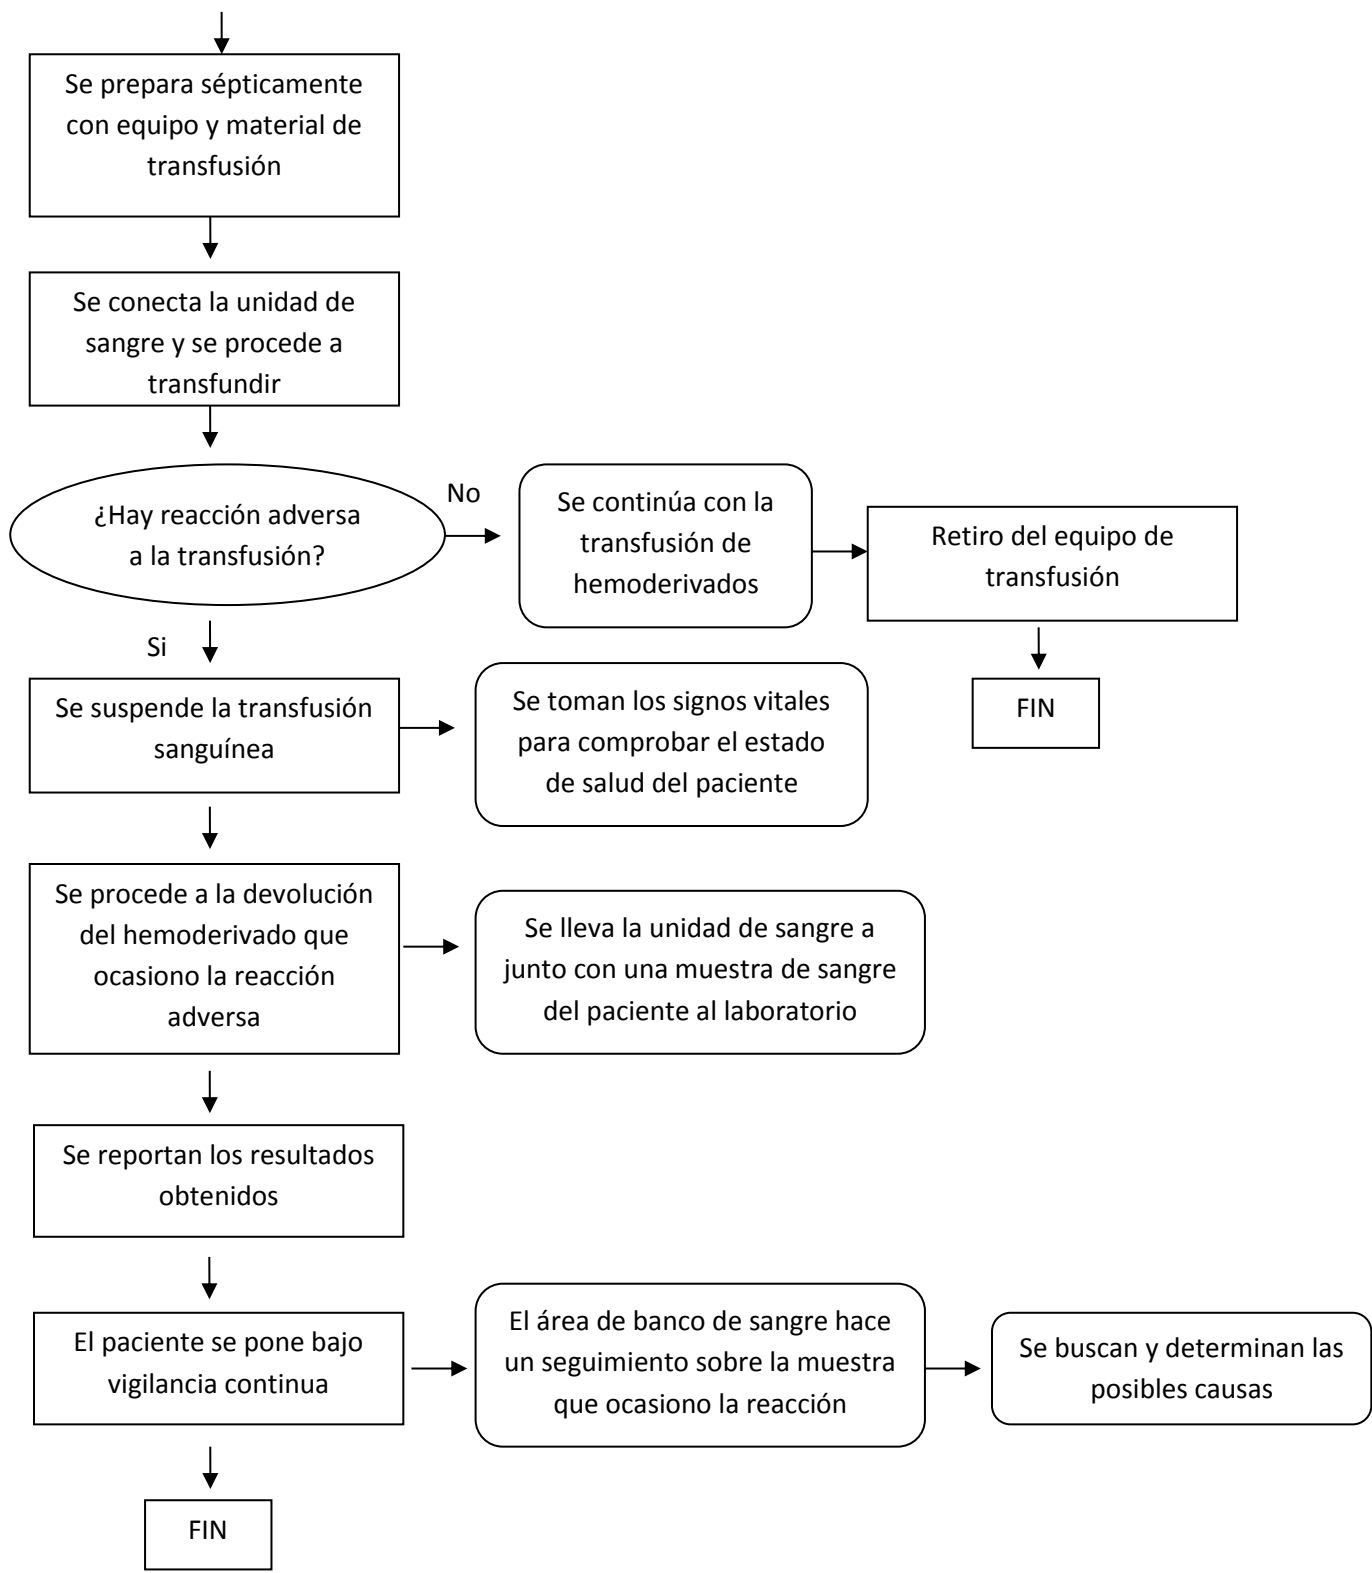 Se prepara sépticamente
con equipo y material de
transfusión
Se conecta la unidad de
sangre y se procede a
transfundir
¿Hay reacción adversa
a la transfusión?
No
Se continúa con la
transfusión de
hemoderivados
Retiro del equipo de
transfusión
FIN
Si
Se suspende la transfusión
sanguínea
Se toman los signos vitales
para comprobar el estado
de salud del paciente
Se procede a la devolución
del hemoderivado que
ocasiono la reacción
adversa
Se lleva la unidad de sangre a
junto con una muestra de sangre
del paciente al laboratorio
Se reportan los resultados
obtenidos
El paciente se pone bajo
vigilancia continua
El área de banco de sangre hace
un seguimiento sobre la muestra
que ocasiono la reacción
Se buscan y determinan las
posibles causas
FIN